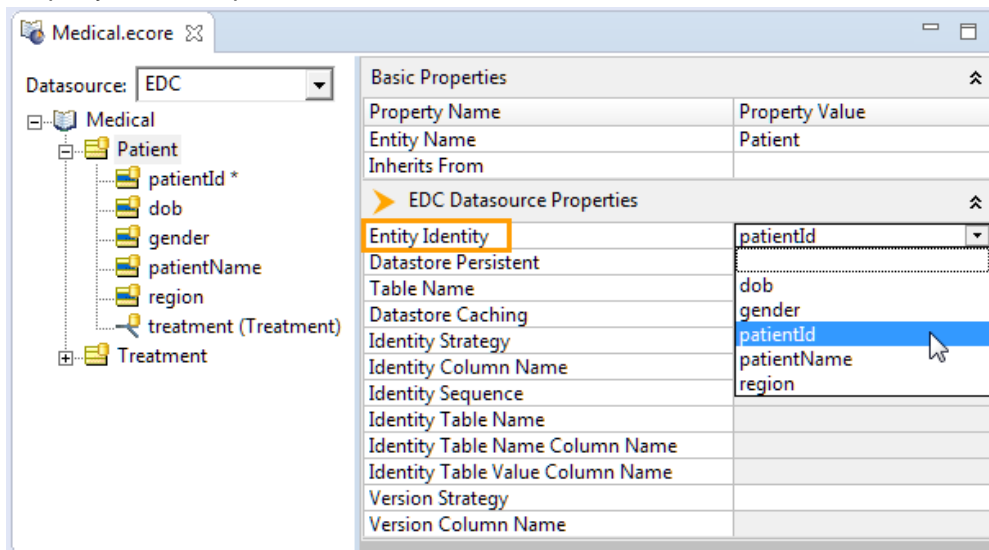 Medical.ecore
Datasource: EDC
Medical
Patient
patientId *
dob
gender
patientName
region
treatment (Treatment)
Treatment
Basic Properties
Property Name Property Value
Entity Name Patient
Inherits From
EDC Datasource Properties
Entity Identity patientId
Datastore Persistent
Table Name
Datastore Caching
Identity Strategy
Identity Column Name
Identity Sequence
Identity Table Name
Identity Table Name Column Name
Identity Table Value Column Name
Version Strategy
Version Column Name
dob
gender
patientId
patientName
region